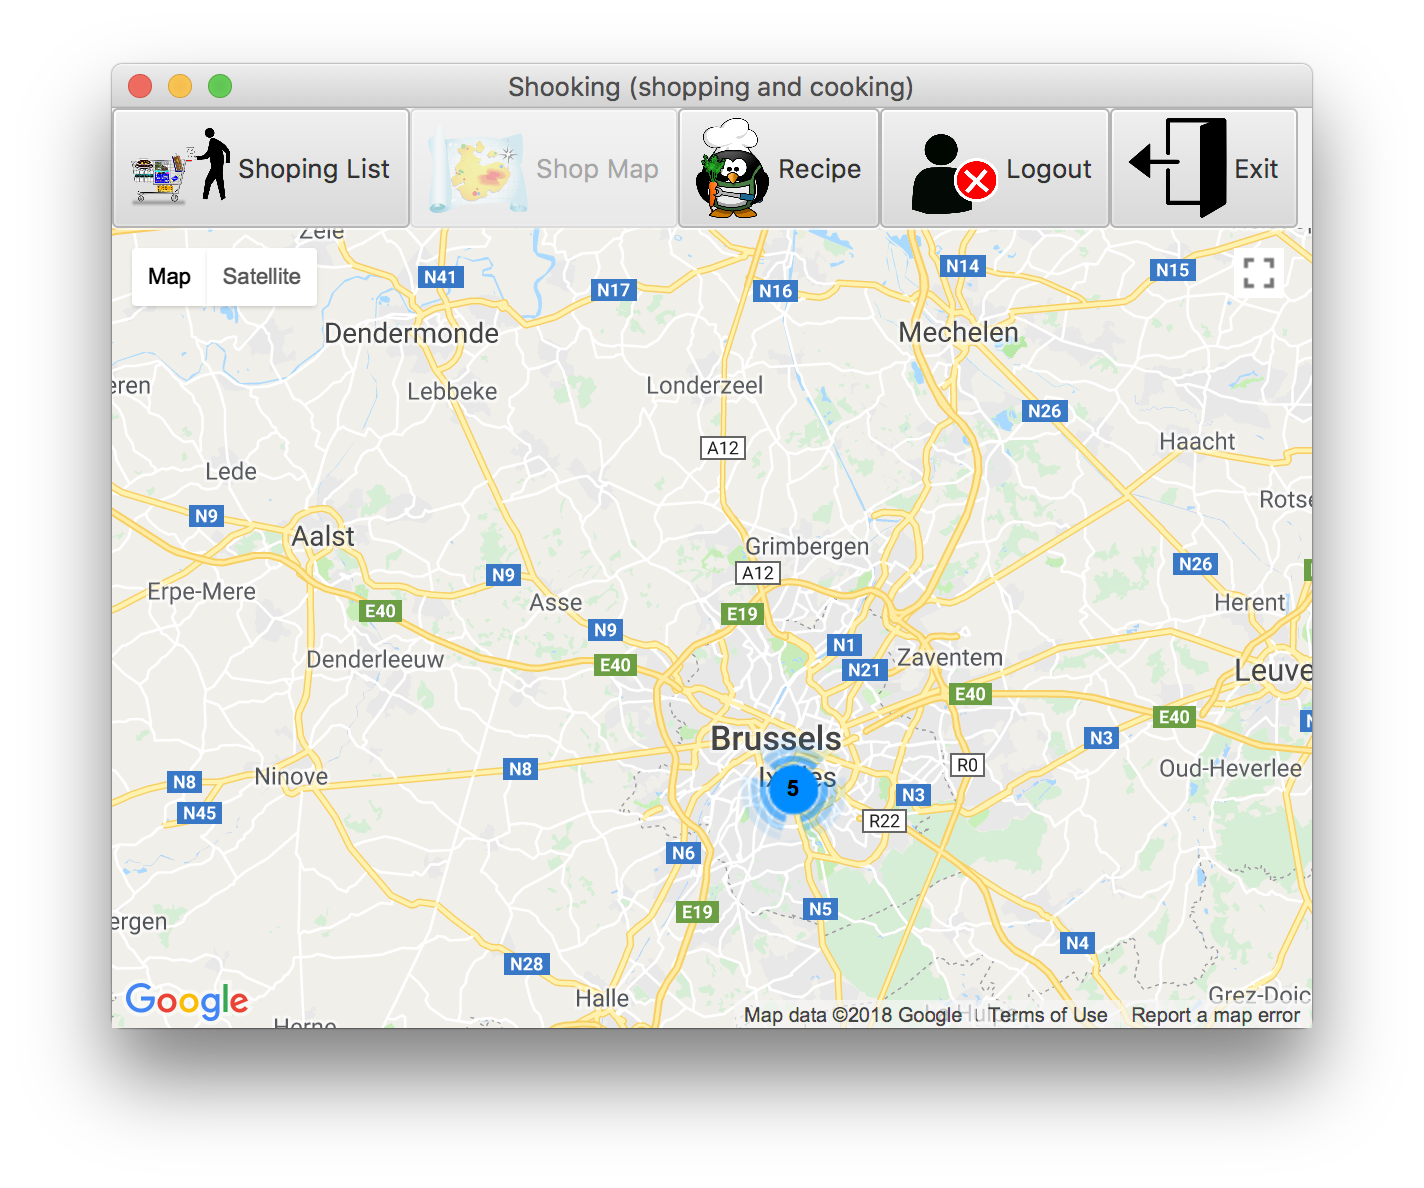 Shooking (shopping and cooking)
Shoping List
Shop Map
Recipe
Logout
Exit
Zele
Map
Satellite
N41
N17
N16
N14
N15
Dendermonde
Mechelen
eren
Lebbeke
Londerzeel
N26
A12
Haacht
Lede
Rotse
N9
Aalst
Grimbergen
A12
N26
N9
Erpe-Mere
Asse
Herent
E40
E19
N9
N1
Denderleeuw
E40
N21
Zaventem
Leuve
E40
E40
Brussels
N3
N8
Ninove
N8
5
R0
Oud-Heverlee
N45
N3
R22
N6
E19
N5
ergen
N4
N28
Google
Halle
Grez-Doic
Herne
Map data ©2018 Google
Terms of Use
Report a map error